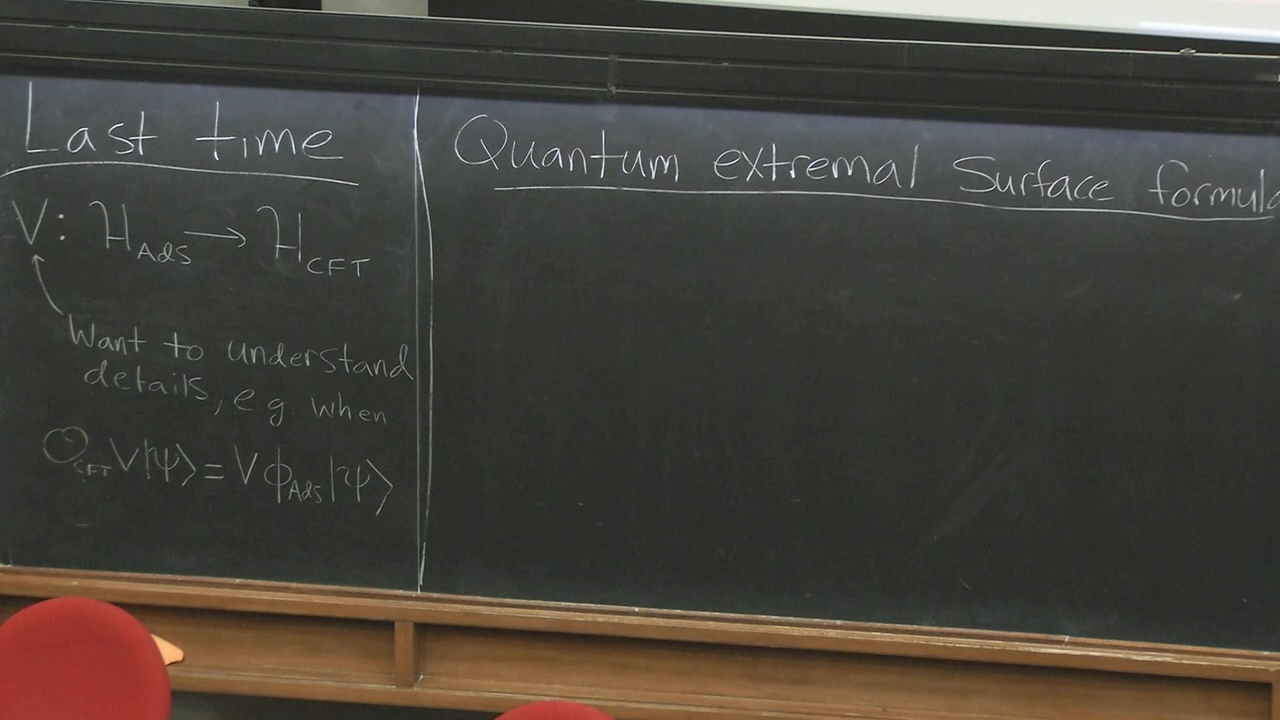 Last time
V: H_AdS → H_CFT
Want to understand
details, e.g. when
O_CFT V|ψ⟩ = V ϕ_AdS |ψ⟩
Quantum extremal Surface formula